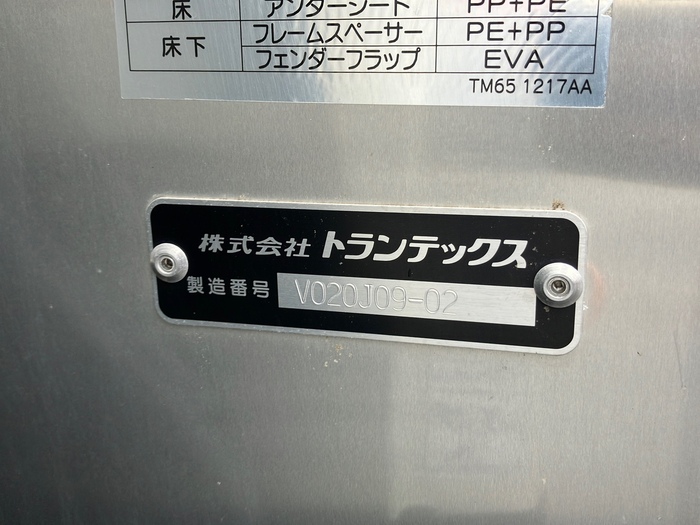 床 アンダーシート PP+PE
床下 フレームスペーサー PE+PP
フェンダーフラップ EVA
TM65 1217AA
株式会社 トランテックス
製造番号 V020J09-02